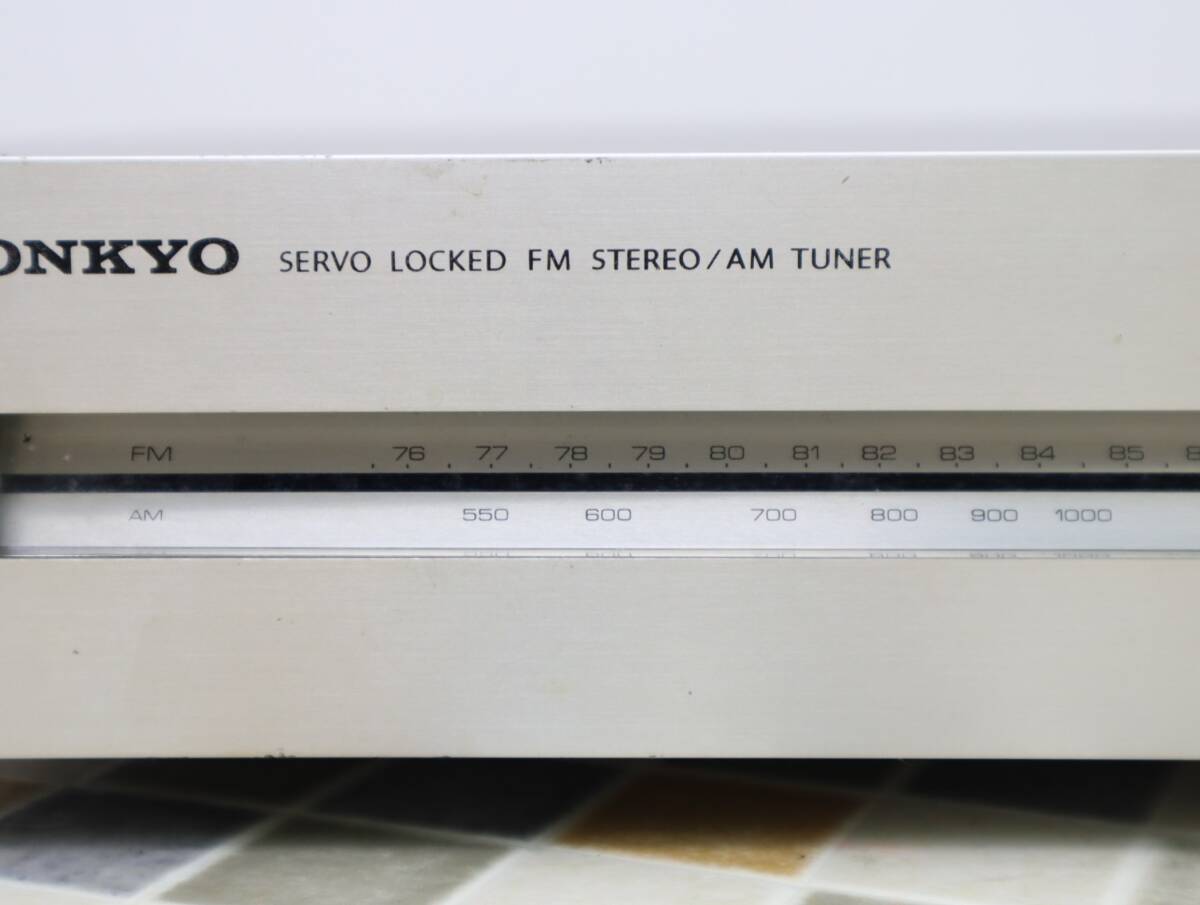 ONKYO SERVO LOCKED FM STEREO/AM TUNER
FM 76 77 78 79 80 81 82 83 84 85
AM 550 600 700 800 900 1000